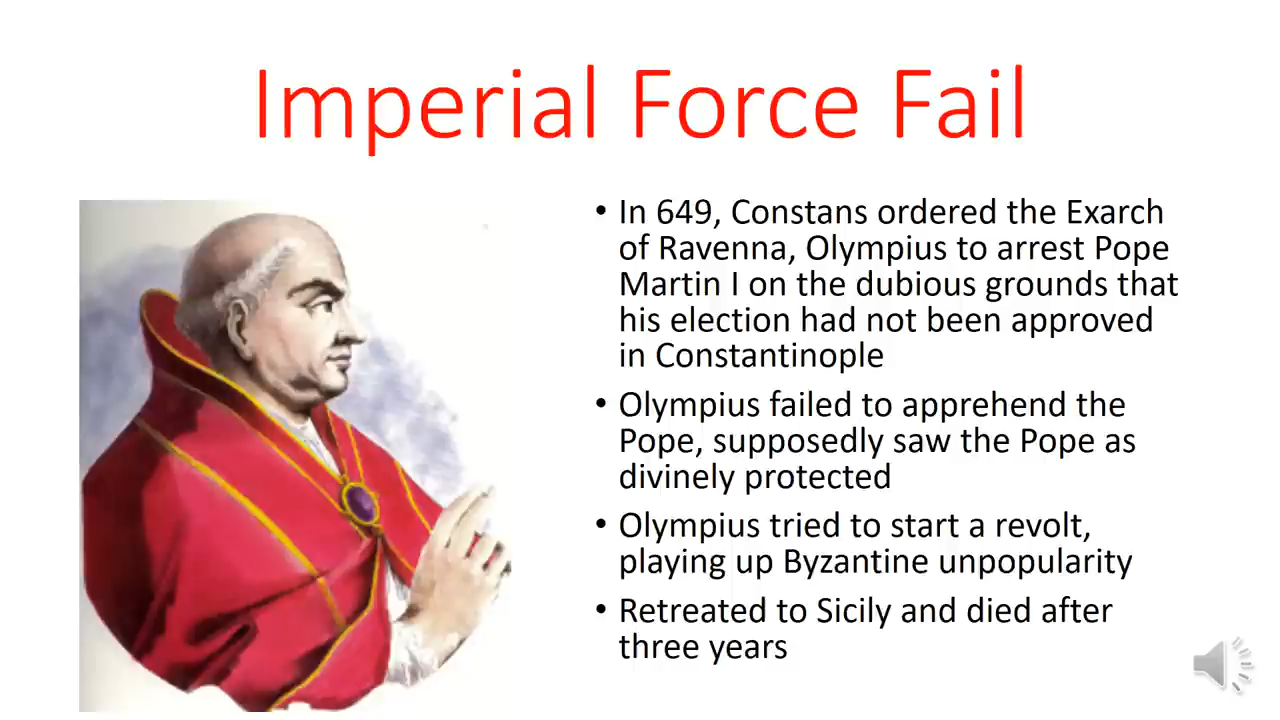 Imperial Force Fail
• In 649, Constans ordered the Exarch
of Ravenna, Olympius to arrest Pope
Martin I on the dubious grounds that
his election had not been approved
in Constantinople
• Olympius failed to apprehend the
Pope, supposedly saw the Pope as
divinely protected
• Olympius tried to start a revolt,
playing up Byzantine unpopularity
• Retreated to Sicily and died after
three years